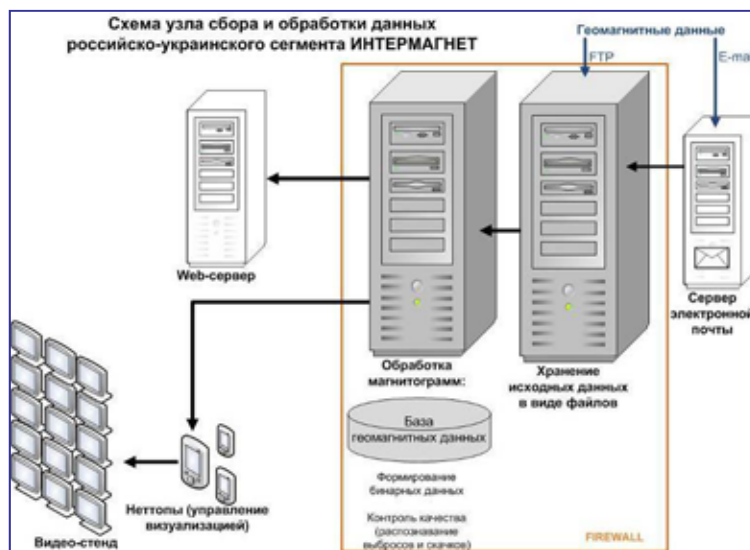 Схема узла сбора и обработки данных
российско-украинского сегмента ИНТЕРМАГНЕТ
Геомагнитные данные
FTP
E-ma
Web-сервер
Сервер
электронной
почты
Обработка
магнитограмм:
Хранение
исходных данных
в виде файлов
База
геомагнитных данных
Формирование
бинарных данных
Контроль качества
(распознавание
выбросов и скачков)
FIREWALL
Неттопы (управление
визуализацией)
Видео-стенд